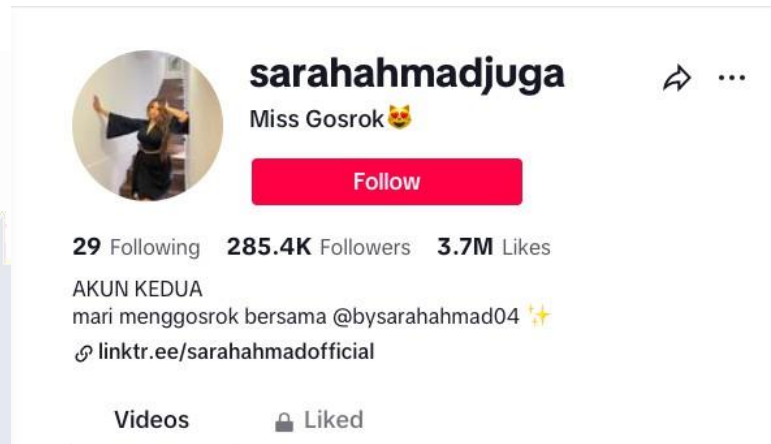 sarahahmadjuga
Miss Gosrok😻
Follow
29 Following 285.4K Followers 3.7M Likes
AKUN KEDUA
mari menggosrok bersama @bysarahahmad04 ✨
linktr.ee/sarahahmadofficial
Videos Liked